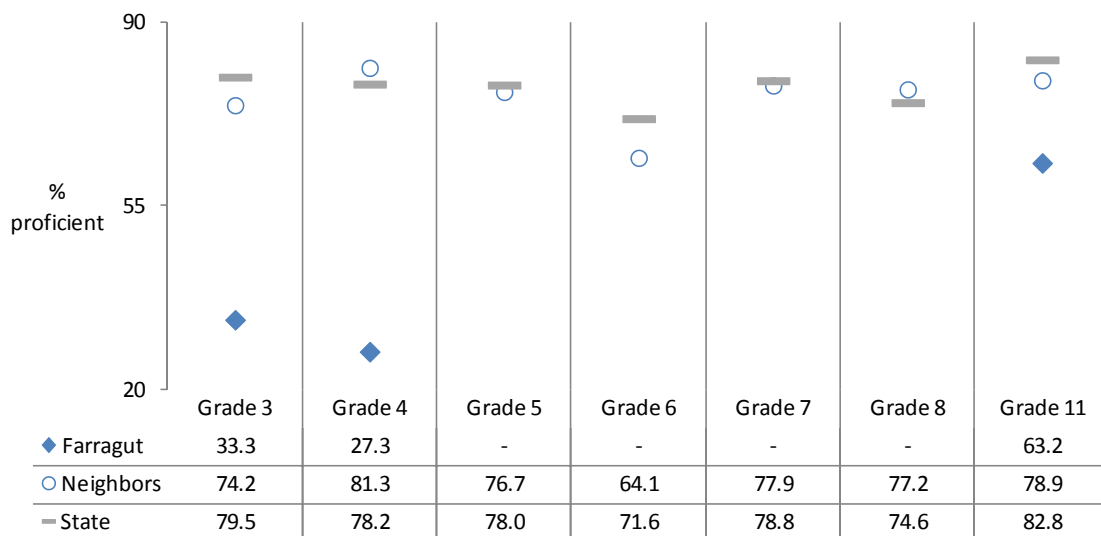 90
%
proficient
55
20
Grade 3 Grade 4 Grade 5 Grade 6 Grade 7 Grade 8 Grade 11
Farragut 33.3 27.3 - - - - 63.2
Neighbors 74.2 81.3 76.7 64.1 77.9 77.2 78.9
State 79.5 78.2 78.0 71.6 78.8 74.6 82.8